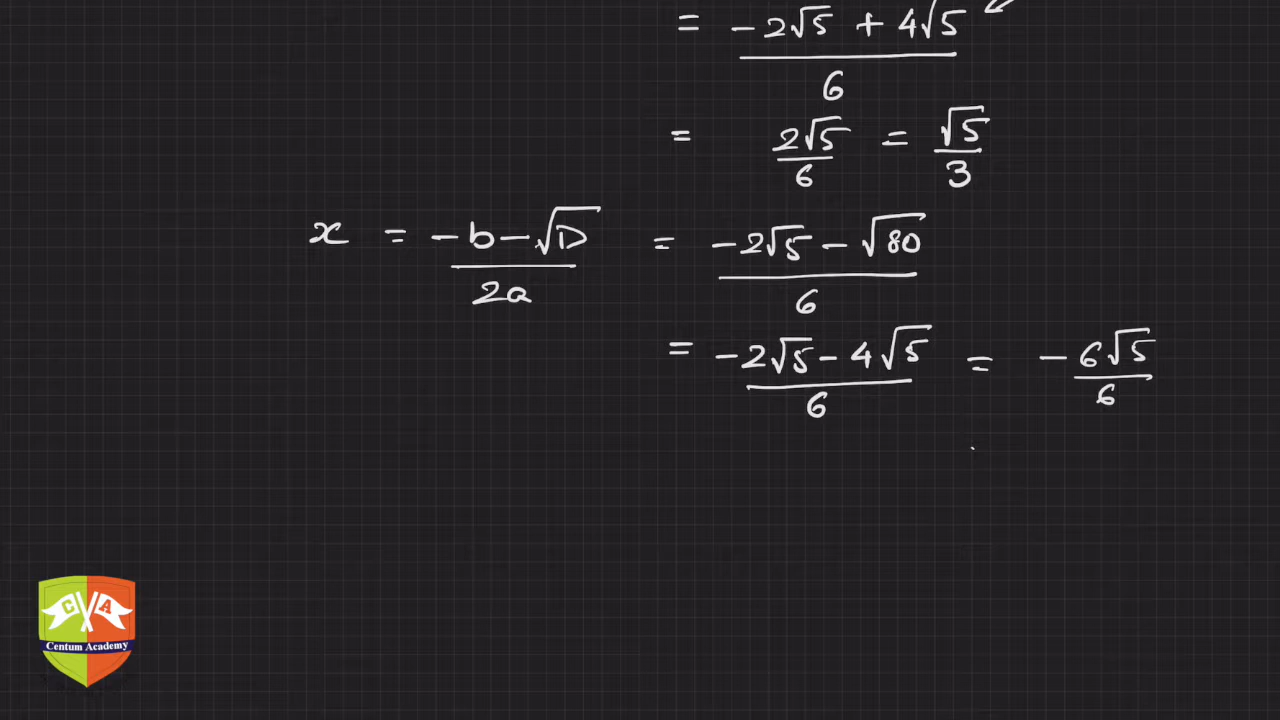 = (-2√5 + 4√5) / 6
= 2√5/6 = √5/3
x = (-b-√D) / 2a = (-2√5 - √80) / 6
= (-2√5 - 4√5) / 6 = -6√5/6
C A
Centum Academy